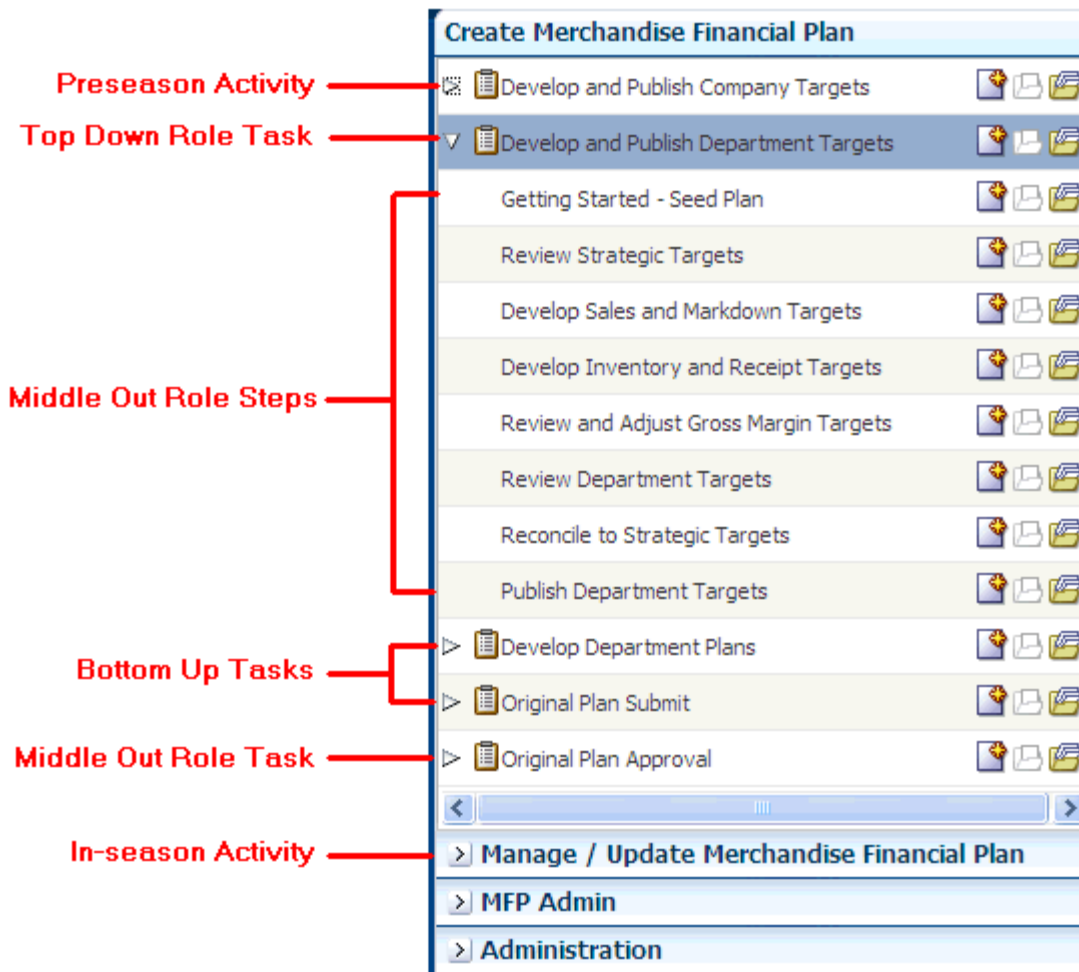 Create Merchandise Financial Plan
Preseason Activity
Develop and Publish Company Targets
Top Down Role Task
Develop and Publish Department Targets
Getting Started - Seed Plan
Review Strategic Targets
Develop Sales and Markdown Targets
Develop Inventory and Receipt Targets
Middle Out Role Steps
Review and Adjust Gross Margin Targets
Review Department Targets
Reconcile to Strategic Targets
Publish Department Targets
Develop Department Plans
Bottom Up Tasks
Original Plan Submit
Middle Out Role Task
Original Plan Approval
In-season Activity
Manage / Update Merchandise Financial Plan
MFP Admin
Administration